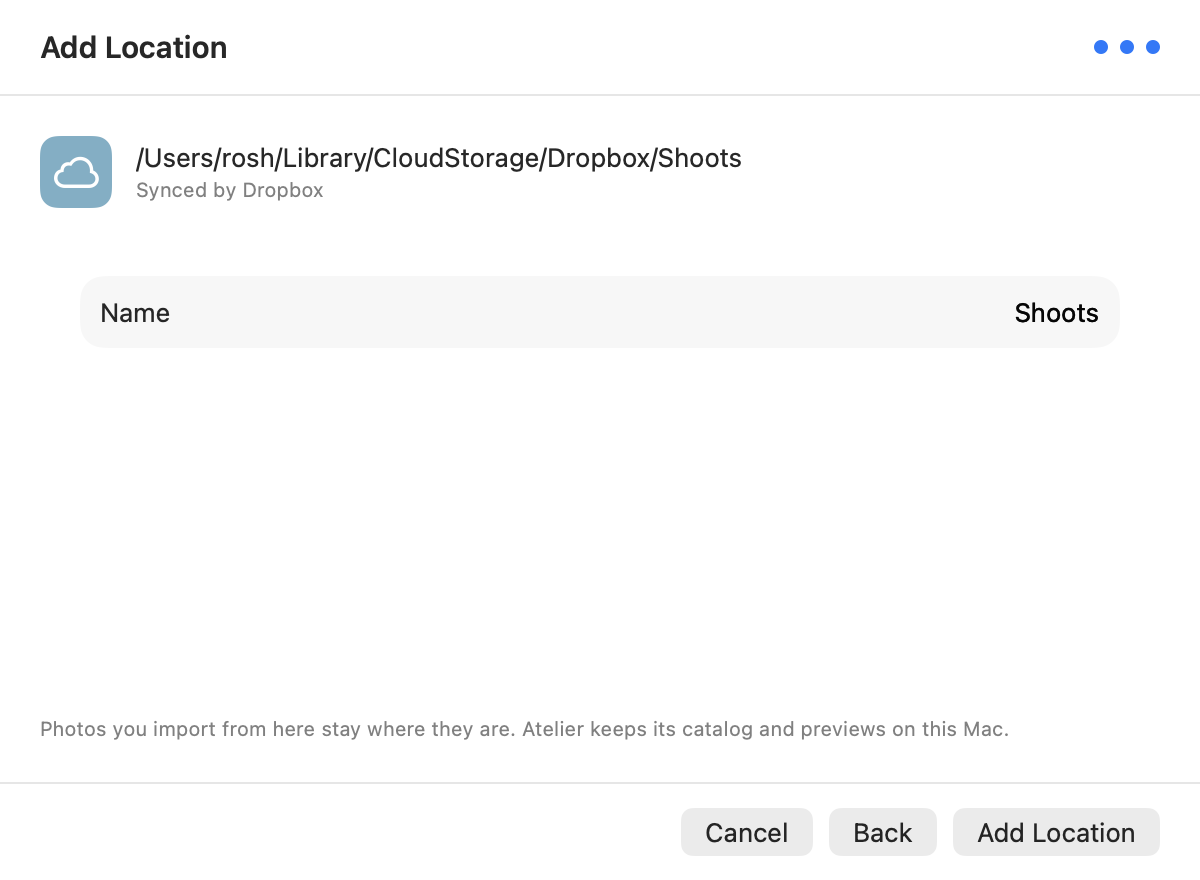 Add Location
/Users/rosh/Library/CloudStorage/Dropbox/Shoots
Synced by Dropbox
Name Shoots
Photos you import from here stay where they are. Atelier keeps its catalog and previews on this Mac.
Cancel Back Add Location